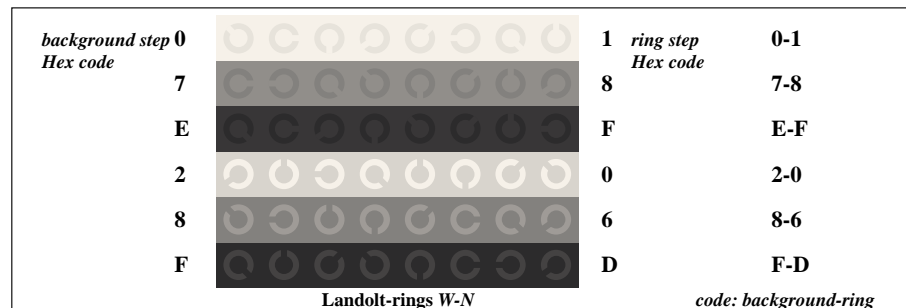 background step 0 1 ring step 0-1
Hex code Hex code
7 8 7-8
E F E-F
2 0 2-0
8 6 8-6
F D F-D
Landolt-rings W-N code: background-ring